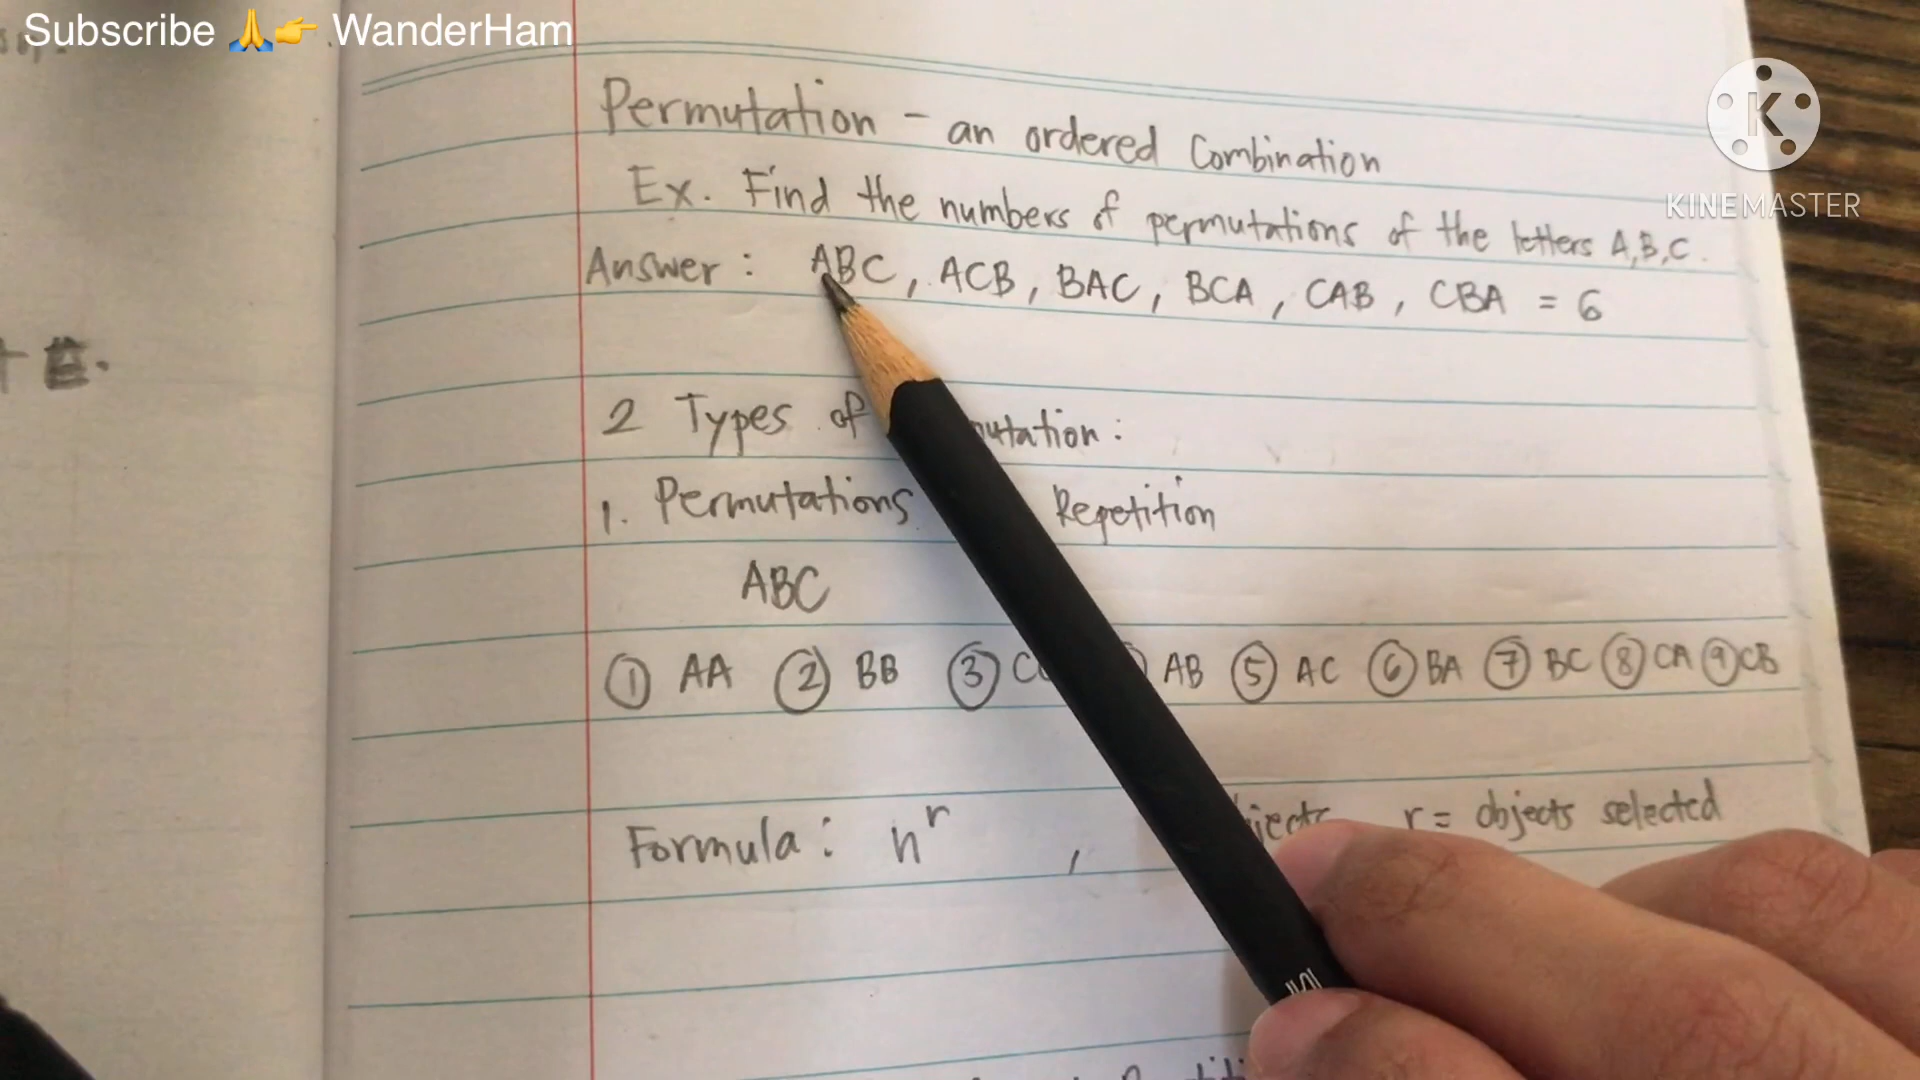 Subscribe 🙏👉 WanderHam
K
KINEMASTER
Permutation - an ordered Combination
Ex. Find the numbers of permutations of the letters A,B,C.
Answer: ABC, ACB, BAC, BCA, CAB, CBA = 6
2 Types of utation:
1. Permutations Repetition
ABC
① AA ② BB ③ C AB ⑤ AC ⑥ BA ⑦ BC ⑧ CA ⑨ CB
Formula: n^r , r = objects selected